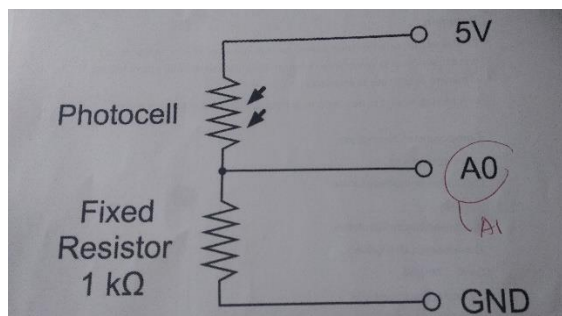 5V
Photocell
A0
A1
Fixed
Resistor
1 kΩ
GND